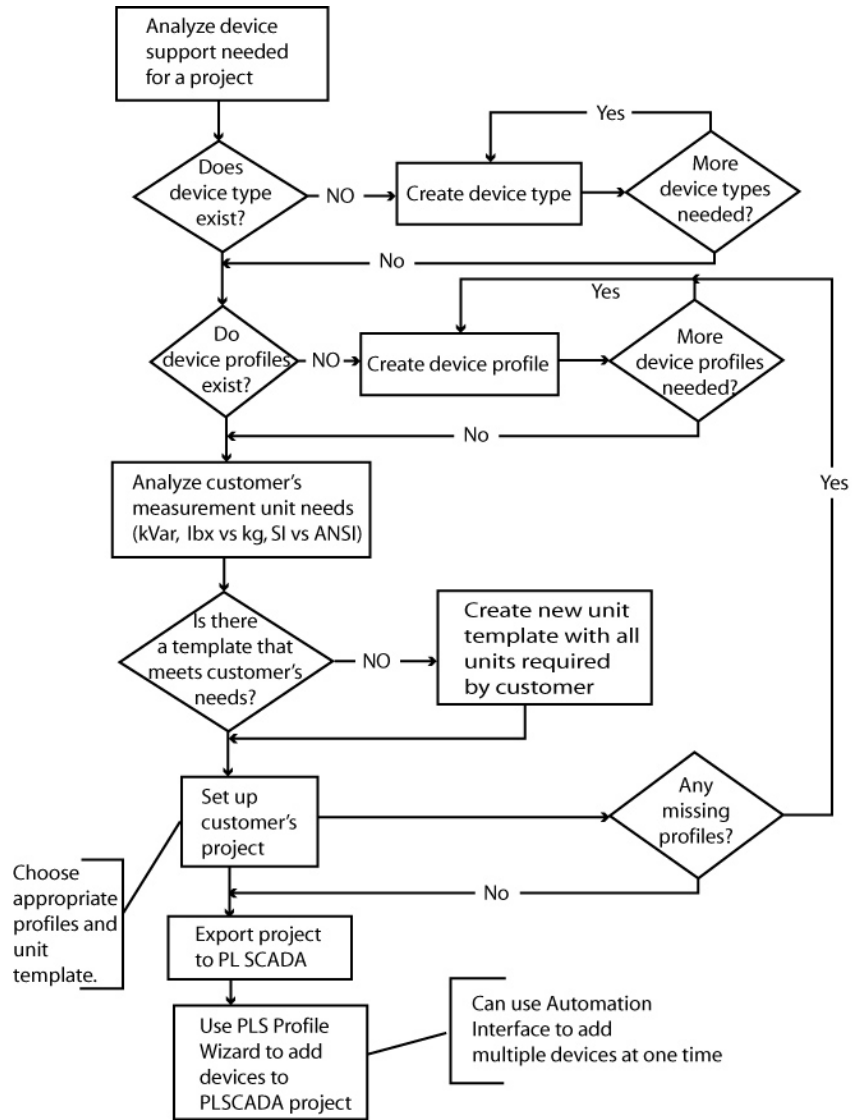 Analyze device
support needed
for a project
Yes
Does
device type
exist?
NO
Create device type
More
device types
needed?
No
Yes
Do
device profiles
exist?
NO
Create device profile
More
device profiles
needed?
No
Analyze customer's
measurement unit needs
(kVar, Ibx vs kg, SI vs ANSI)
Yes
Is there
a template that
meets customer's
needs?
NO
Create new unit
template with all
units required
by customer
Set up
customer's
project
Any
missing
profiles?
Choose
appropriate
profiles and
unit
template.
No
Export project
to PL SCADA
Use PLS Profile
Wizard to add
devices to
PLSCADA project
Can use Automation
Interface to add
multiple devices at one time